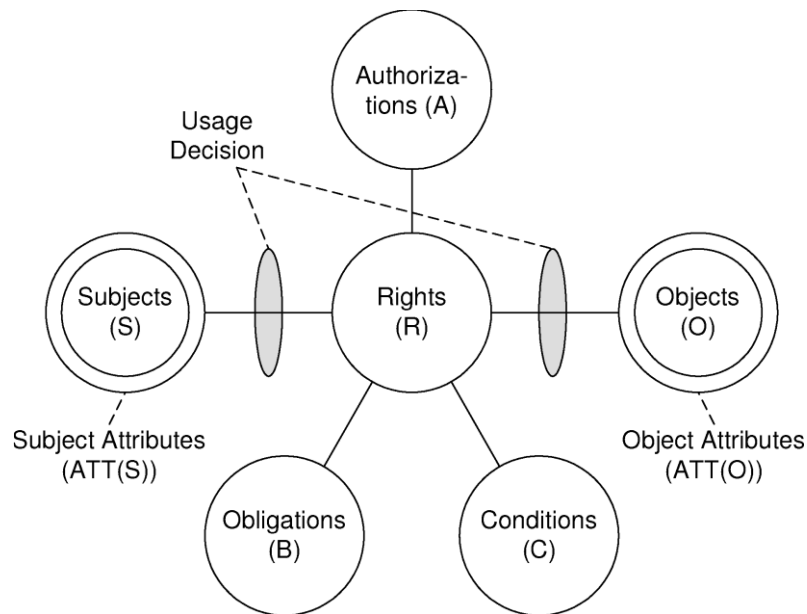 Authoriza-
tions (A)
Usage
Decision
Subjects
(S)
Rights
(R)
Objects
(O)
Subject Attributes
(ATT(S))
Object Attributes
(ATT(O))
Obligations
(B)
Conditions
(C)